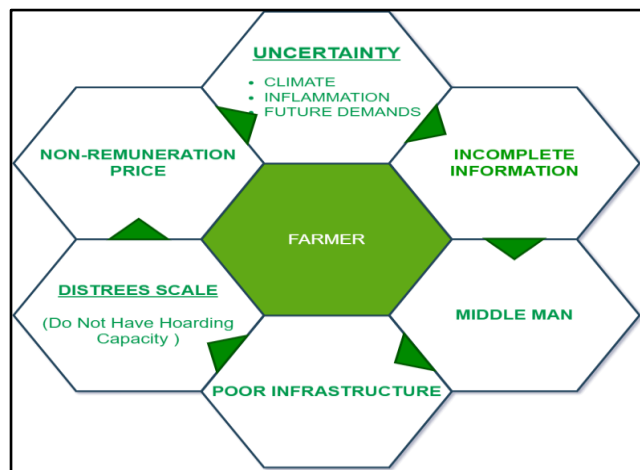 UNCERTAINTY
• CLIMATE
• INFLAMMATION
• FUTURE DEMANDS
NON-REMUNERATION
PRICE
INCOMPLETE
INFORMATION
FARMER
DISTREES SCALE
(Do Not Have Hoarding
Capacity )
MIDDLE MAN
POOR INFRASTRUCTURE